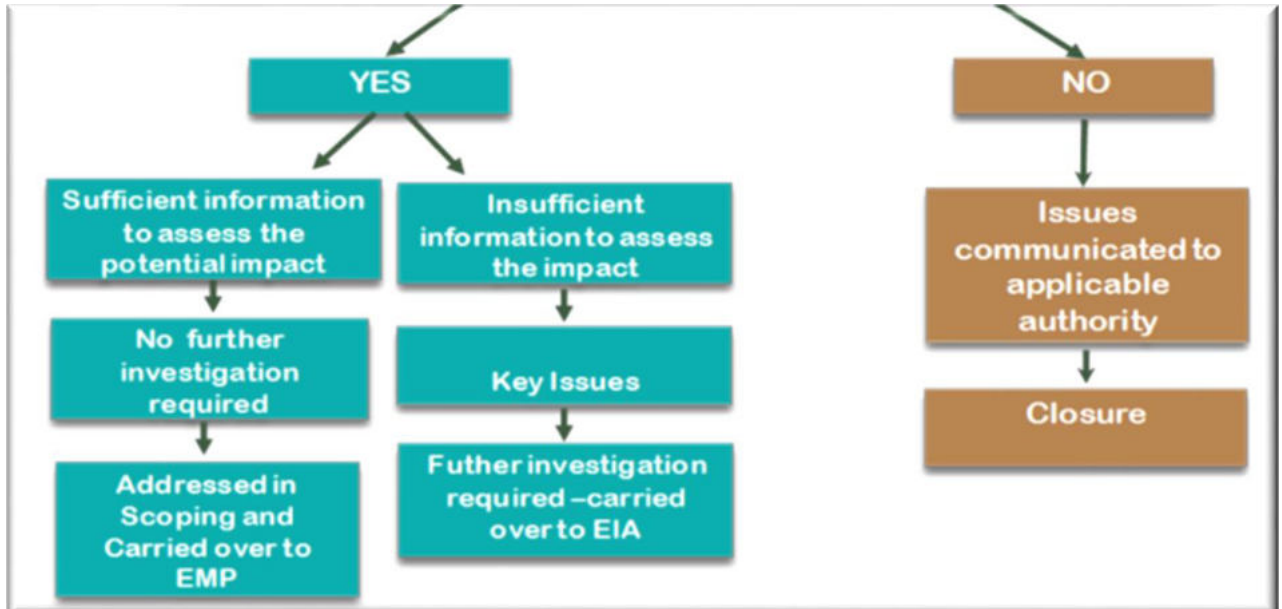 YES
NO
Sufficient information
to assess the
potential impact
Insufficient
information to assess
the impact
Issues
communicated to
applicable
authority
No further
investigation
required
Key Issues
Closure
Addressed in
Scoping and
Carried over to
EMP
Futher investigation
required –carried
over to EIA